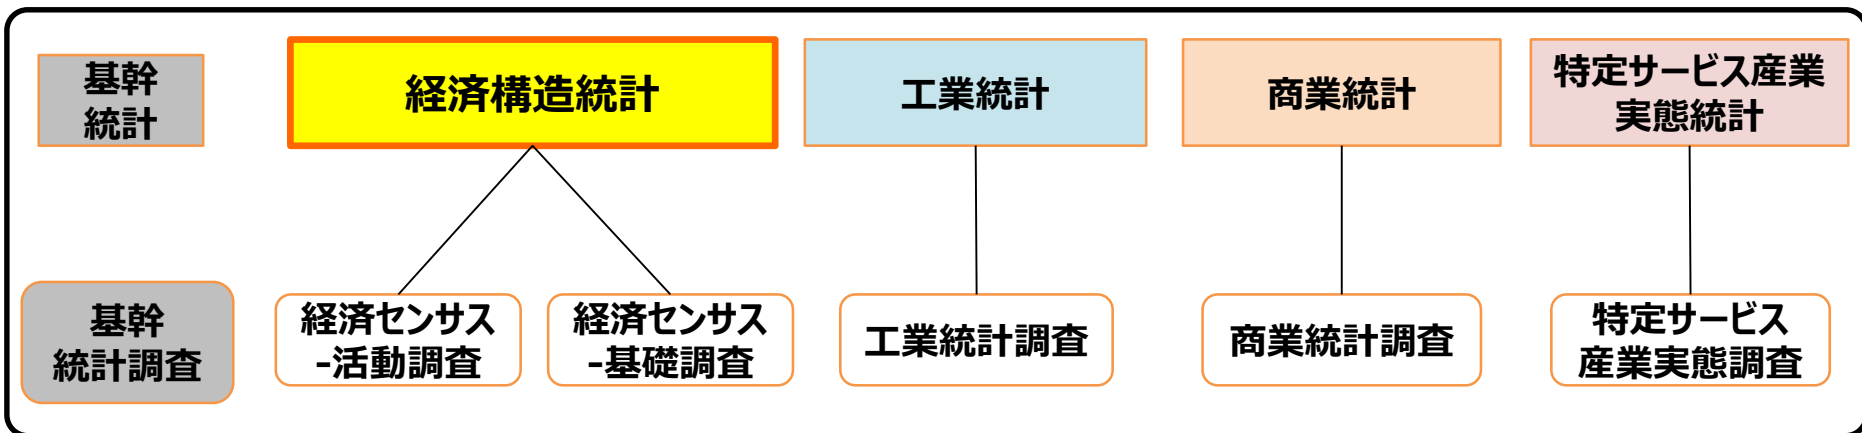 基幹
統計
経済構造統計
工業統計
商業統計
特定サービス産業
実態統計
基幹
統計調査
経済センサス
-活動調査
経済センサス
-基礎調査
工業統計調査
商業統計調査
特定サービス
産業実態調査